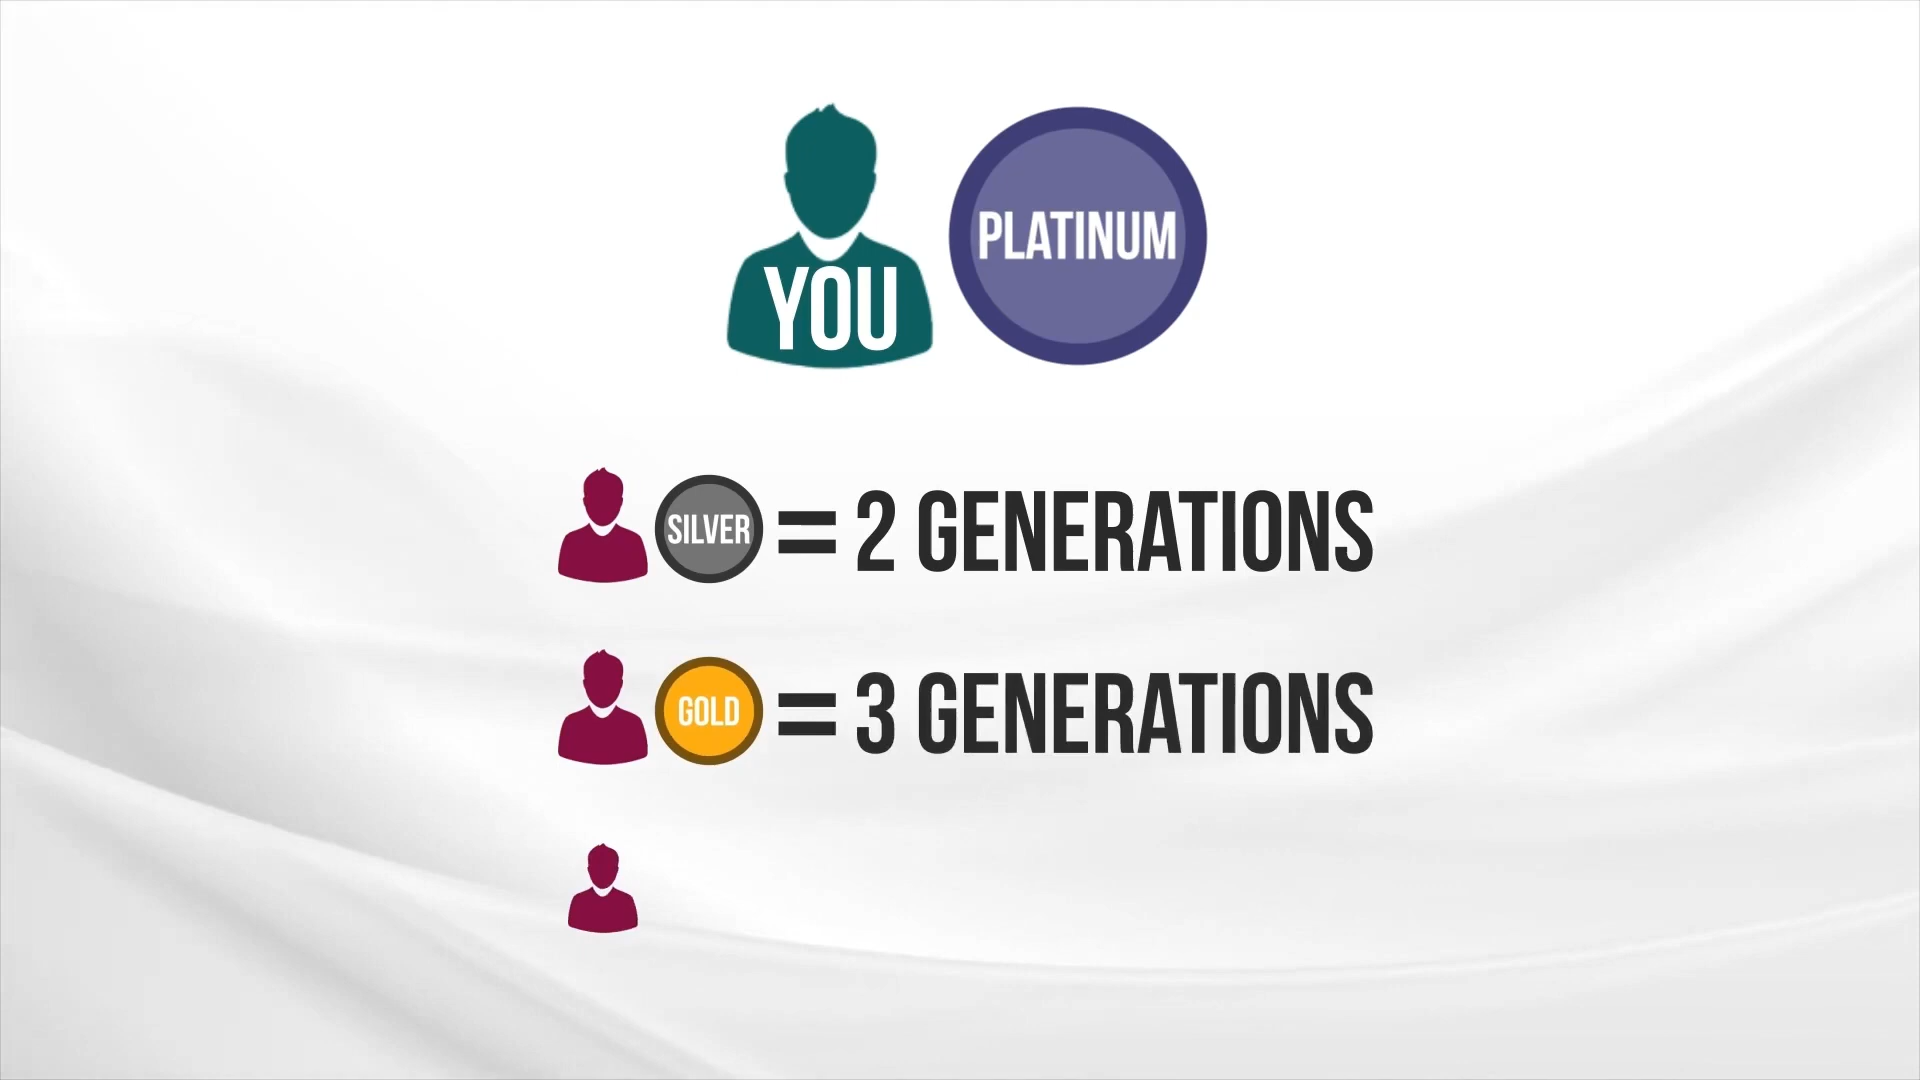 YOU
PLATINUM
SILVER = 2 GENERATIONS
GOLD = 3 GENERATIONS